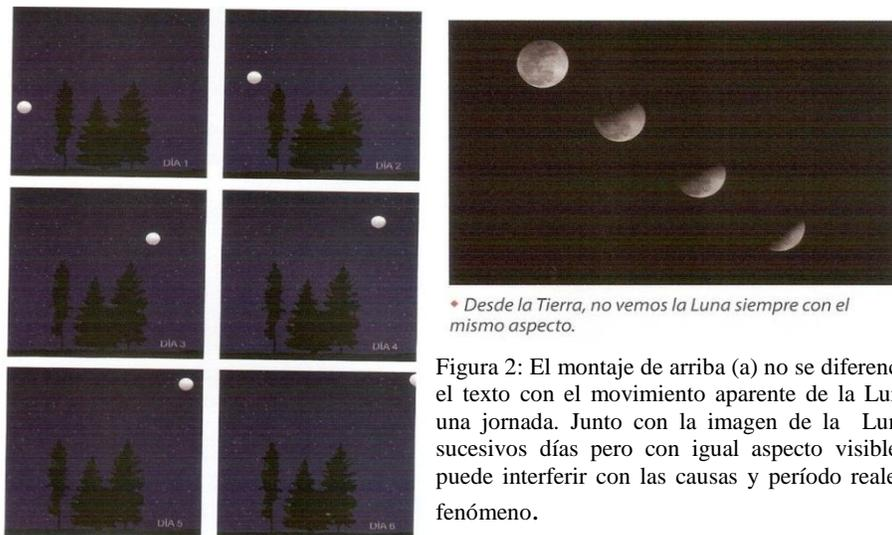 DÍA 1
DÍA 2
DÍA 3
DÍA 4
DÍA 5
DÍA 6
• Desde la Tierra, no vemos la Luna siempre con el
mismo aspecto.
Figura 2: El montaje de arriba (a) no se diferenc
el texto con el movimiento aparente de la Lu
una jornada. Junto con la imagen de la Lun
sucesivos días pero con igual aspecto visible
puede interferir con las causas y período reale
fenómeno.